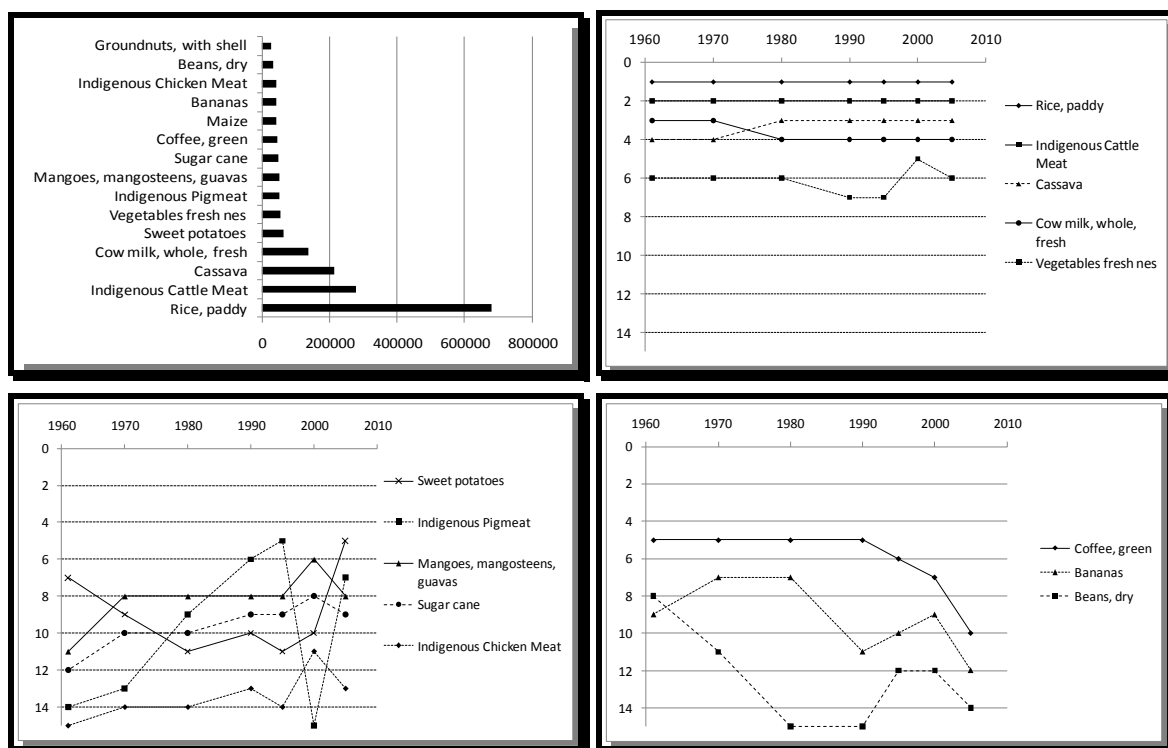 Groundnuts, with shell
Beans, dry
Indigenous Chicken Meat
Bananas
Maize
Coffee, green
Sugar cane
Mangoes, mangosteens, guavas
Indigenous Pigmeat
Vegetables fresh nes
Sweet potatoes
Cow milk, whole, fresh
Cassava
Indigenous Cattle Meat
Rice, paddy
0 200000 400000 600000 800000
1960 1970 1980 1990 2000 2010
0
2
4
6
8
10
12
14
Rice, paddy
Indigenous Cattle
Meat
Cassava
Cow milk, whole,
fresh
Vegetables fresh nes
1960 1970 1980 1990 2000 2010
0
2
4
6
8
10
12
14
Sweet potatoes
Indigenous Pigmeat
Mangoes, mangosteens,
guavas
Sugar cane
Indigenous Chicken Meat
1960 1970 1980 1990 2000 2010
0
2
4
6
8
10
12
14
Coffee, green
Bananas
Beans, dry